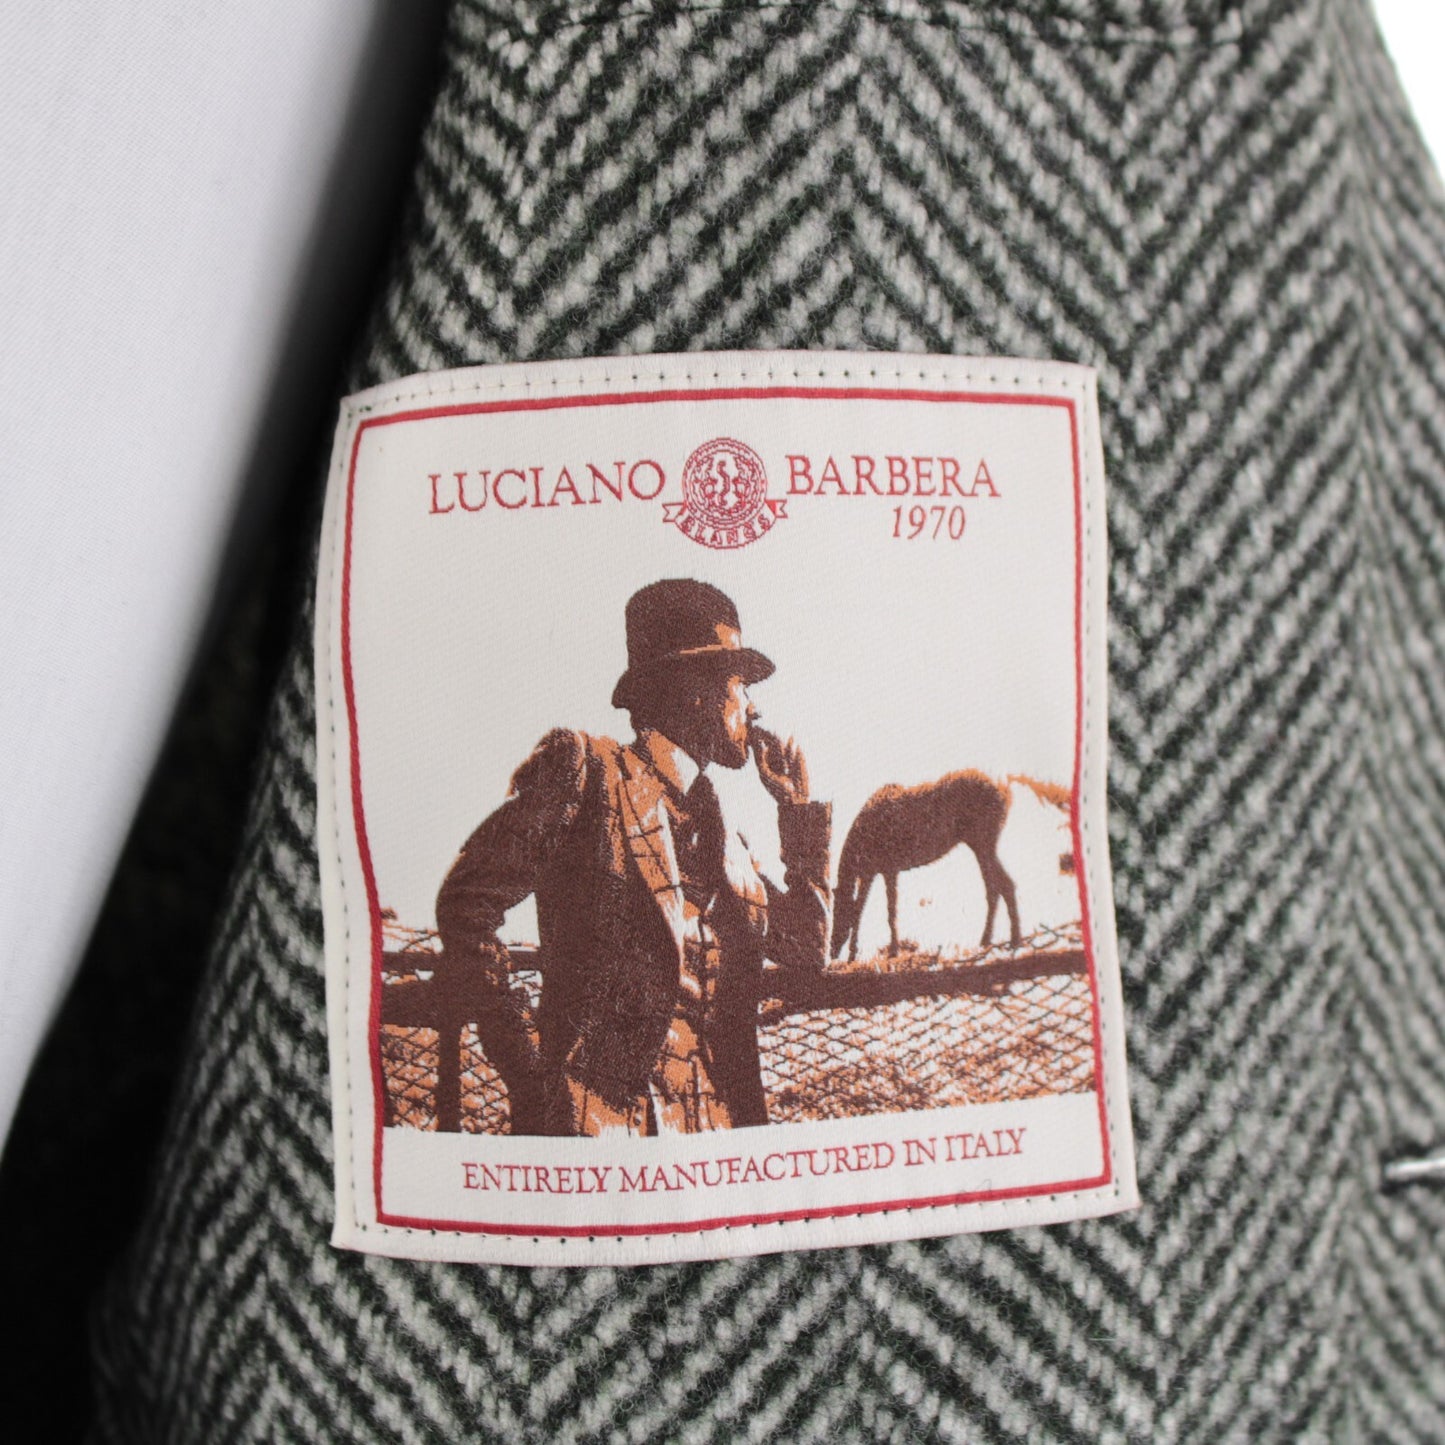 LUCIANO BARBERA
1970
ENTIRELY MANUFACTURED IN ITALY